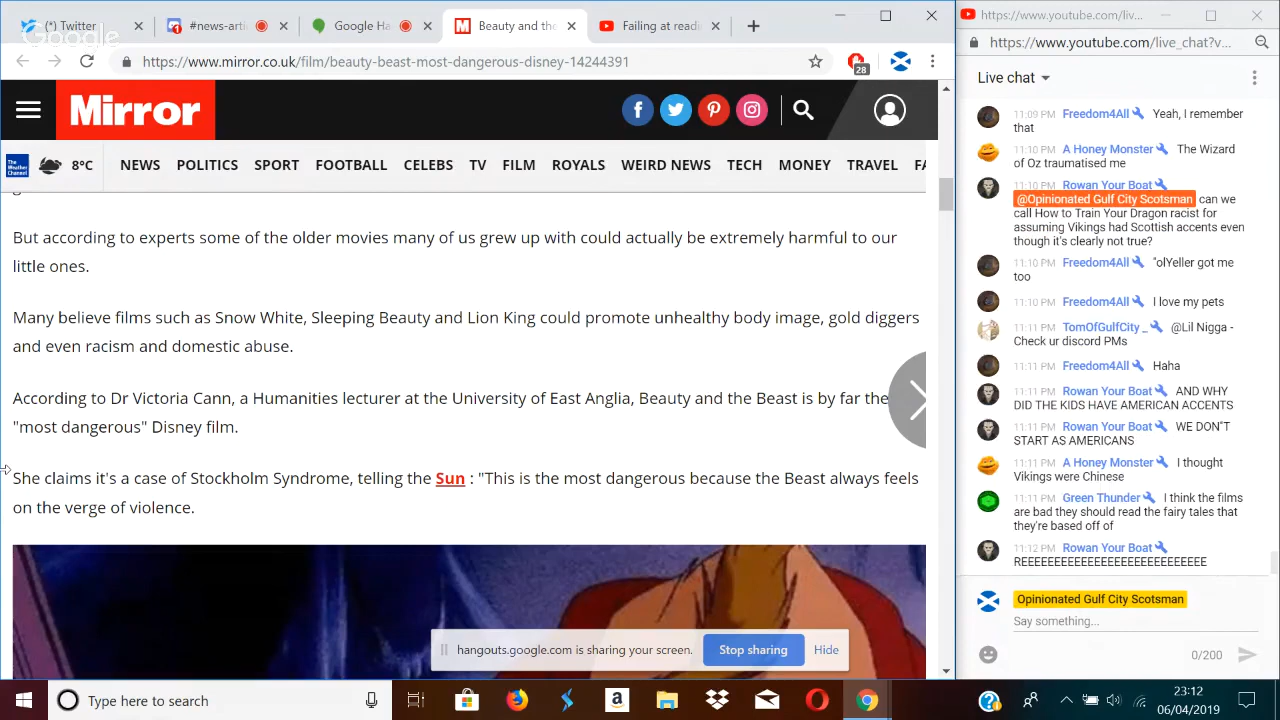 (*) Twitter
#news-arti
Google Ha
Beauty and the
Failing at readi
Google
https://www.mirror.co.uk/film/beauty-beast-most-dangerous-disney-14244391
28
Mirror
The Weather Channel
8°C
NEWS POLITICS SPORT FOOTBALL CELEBS TV FILM ROYALS WEIRD NEWS TECH MONEY TRAVEL FA
But according to experts some of the older movies many of us grew up with could actually be extremely harmful to our
little ones.
Many believe films such as Snow White, Sleeping Beauty and Lion King could promote unhealthy body image, gold diggers
and even racism and domestic abuse.
According to Dr Victoria Cann, a Humanities lecturer at the University of East Anglia, Beauty and the Beast is by far the
"most dangerous" Disney film.
She claims it's a case of Stockholm Syndrome, telling the Sun : "This is the most dangerous because the Beast always feels
on the verge of violence.
hangouts.google.com is sharing your screen. Stop sharing Hide
https://www.youtube.com/liv...
https://www.youtube.com/live_chat?v...
Live chat
11:09 PM Freedom4All Yeah, I remember
that
11:10 PM A Honey Monster The Wizard
of Oz traumatised me
11:10 PM Rowan Your Boat
@Opinionated Gulf City Scotsman can we
call How to Train Your Dragon racist for
assuming Vikings had Scottish accents even
though it's clearly not true?
11:10 PM Freedom4All "olYeller got me
too
11:10 PM Freedom4All I love my pets
11:11 PM TomOfGulfCity _ @Lil Nigga -
Check ur discord PMs
11:11 PM Freedom4All Haha
11:11 PM Rowan Your Boat AND WHY
DID THE KIDS HAVE AMERICAN ACCENTS
11:11 PM Rowan Your Boat WE DON"T
START AS AMERICANS
11:11 PM A Honey Monster I thought
Vikings were Chinese
11:11 PM Green Thunder I think the films
are bad they should read the fairy tales that
they're based off of
11:12 PM Rowan Your Boat
REEEEEEEEEEEEEEEEEEEEEEEEEEEE
Opinionated Gulf City Scotsman
Say something...
0/200
Type here to search
23:12
06/04/2019